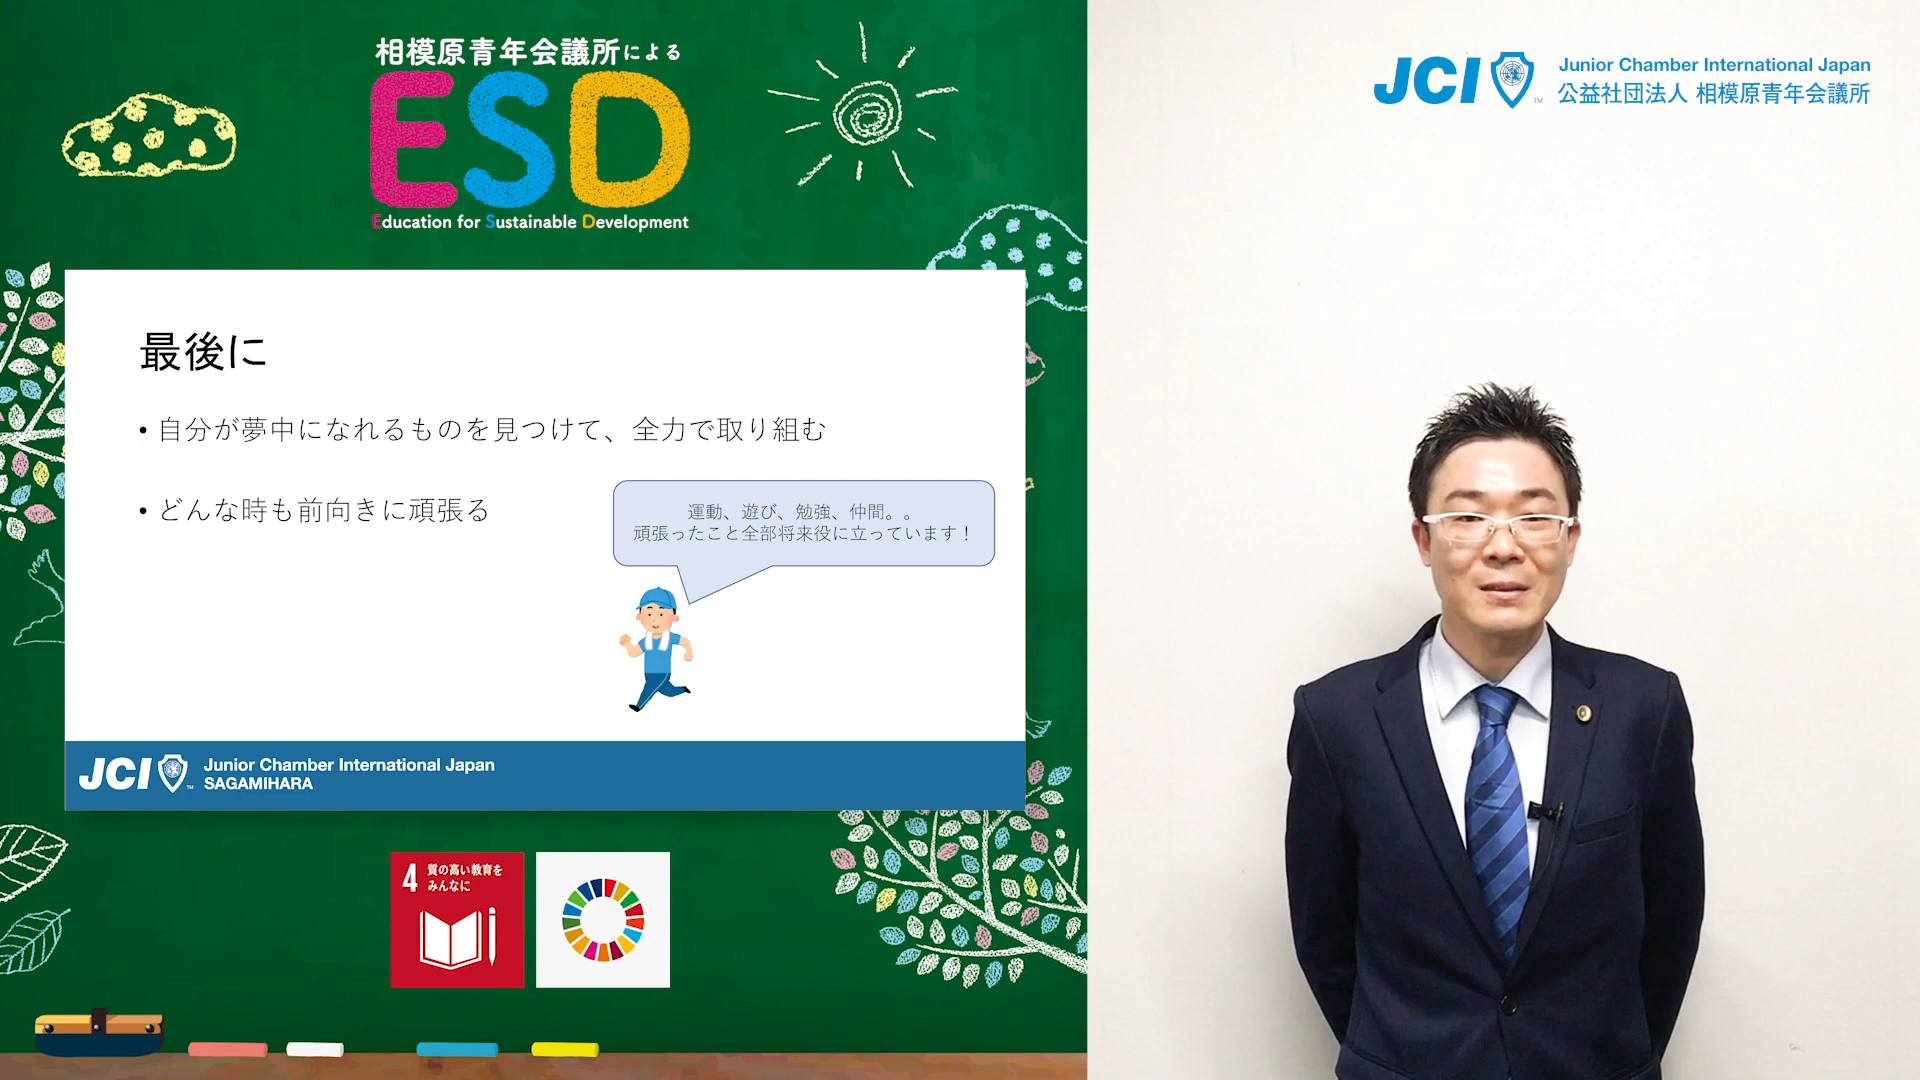 相模原青年会議所による
ESD
Education for Sustainable Development
JCI
TM
Junior Chamber International Japan
公益社団法人 相模原青年会議所
最後に
• 自分が夢中になれるものを見つけて、全力で取り組む
• どんな時も前向きに頑張る
運動、遊び、勉強、仲間。。
頑張ったこと全部将来役に立っています！
JCI
TM
Junior Chamber International Japan
SAGAMIHARA
4 質の高い教育を
みんなに